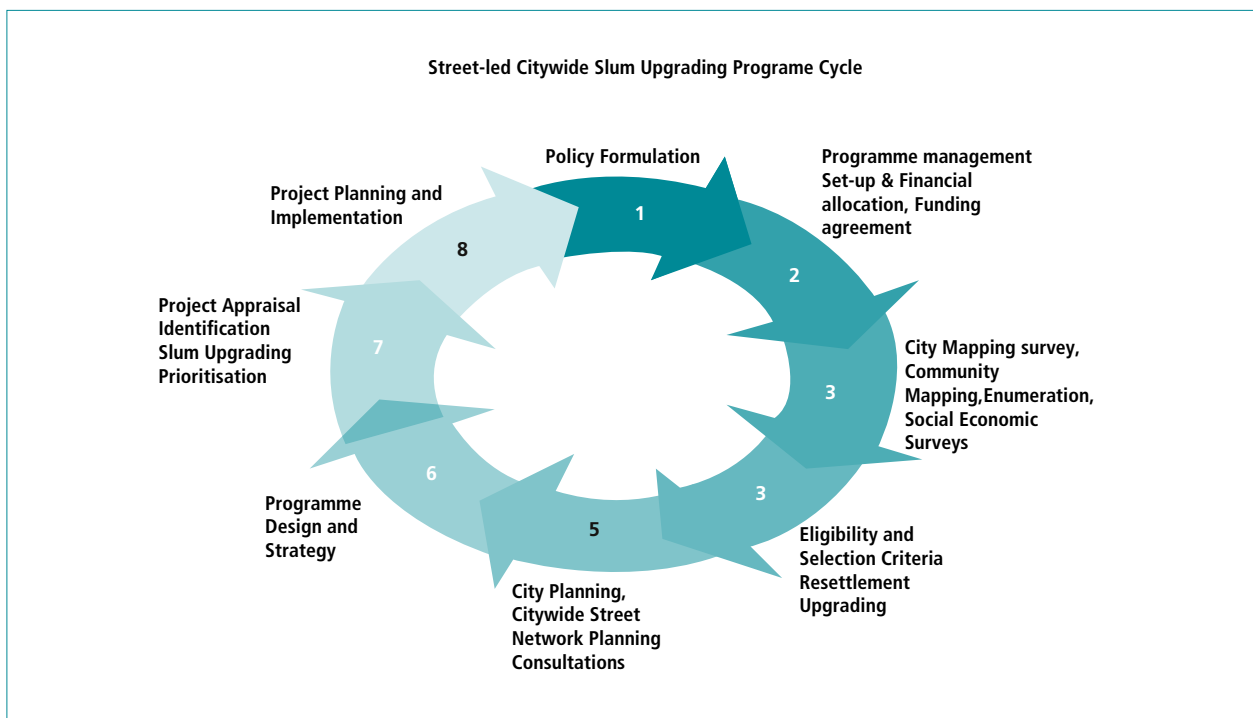 Street-led Citywide Slum Upgrading Programe Cycle
Policy Formulation
1
Programme management
Set-up & Financial
allocation, Funding
agreement
2
City Mapping survey,
Community
Mapping,Enumeration,
Social Economic
Surveys
3
Eligibility and
Selection Criteria
Resettlement
Upgrading
3
City Planning,
Citywide Street
Network Planning
Consultations
5
Programme
Design and
Strategy
6
Project Appraisal
Identification
Slum Upgrading
Prioritisation
7
Project Planning and
Implementation
8